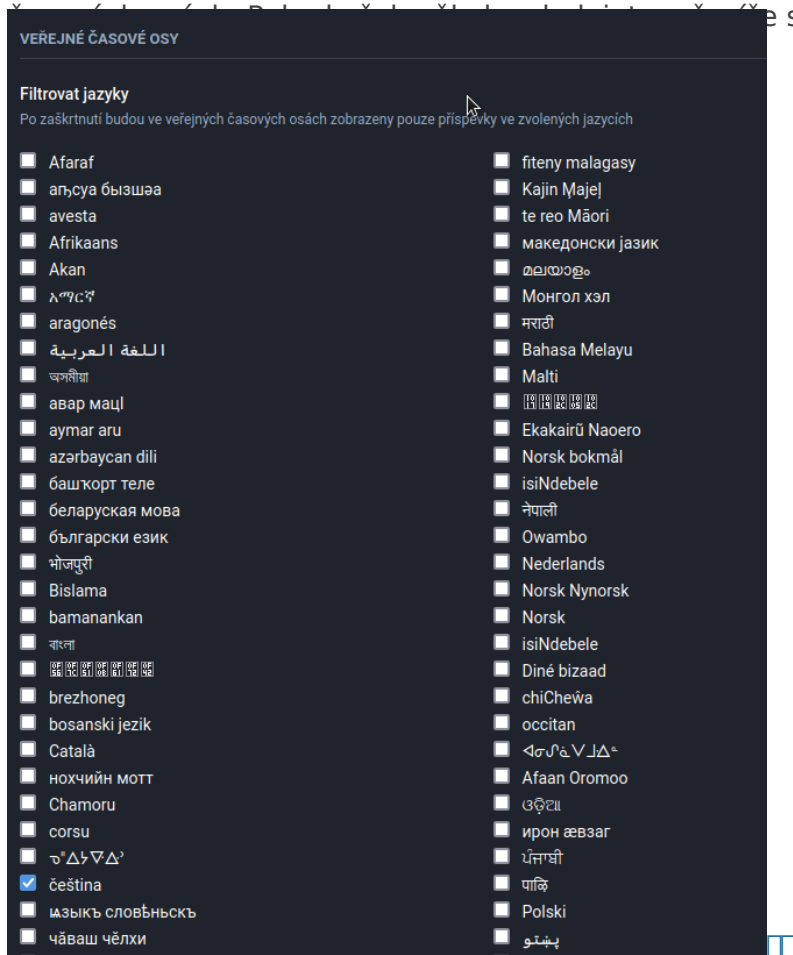 VEŘEJNÉ ČASOVÉ OSY
Filtrovat jazyky
Po zaškrtnutí budou ve veřejných časových osách zobrazeny pouze příspěvky ve zvolených jazycích
Afaraf
аҧсуа бызшәа
avesta
Afrikaans
Akan
አማርኛ
aragonés
اللغة العربية
অসমীয়া
авар мацӀ
aymar aru
azərbaycan dili
башҡорт теле
беларуская мова
български език
भोजपुरी
Bislama
bamanankan
বাংলা
brezhoneg
bosanski jezik
Català
нохчийн мотт
Chamoru
corsu
ᓀᐦᐃᔭᐍᐏᐣ
čeština
ѩзыкъ словѣньскъ
чӑваш чӗлхи
fiteny malagasy
Kajin M̧ajeļ
te reo Māori
македонски јазик
മലയാളം
Монгол хэл
मराठी
Bahasa Melayu
Malti
Ekakairũ Naoero
Norsk bokmål
isiNdebele
नेपाली
Owambo
Nederlands
Norsk Nynorsk
Norsk
isiNdebele
Diné bizaad
chiCheŵa
occitan
ᐊᓂᔑᓈᐯᒧᐎᓐ
Afaan Oromoo
ଓଡ଼ିଆ
ирон æвзаг
ਪੰਜਾਬੀ
पाऴि
Polski
پښتو